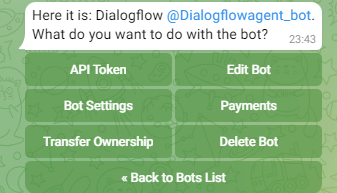 Here it is: Dialogflow @Dialogflowagent_bot.
What do you want to do with the bot? 23:43
API Token Edit Bot
Bot Settings Payments
Transfer Ownership Delete Bot
« Back to Bots List